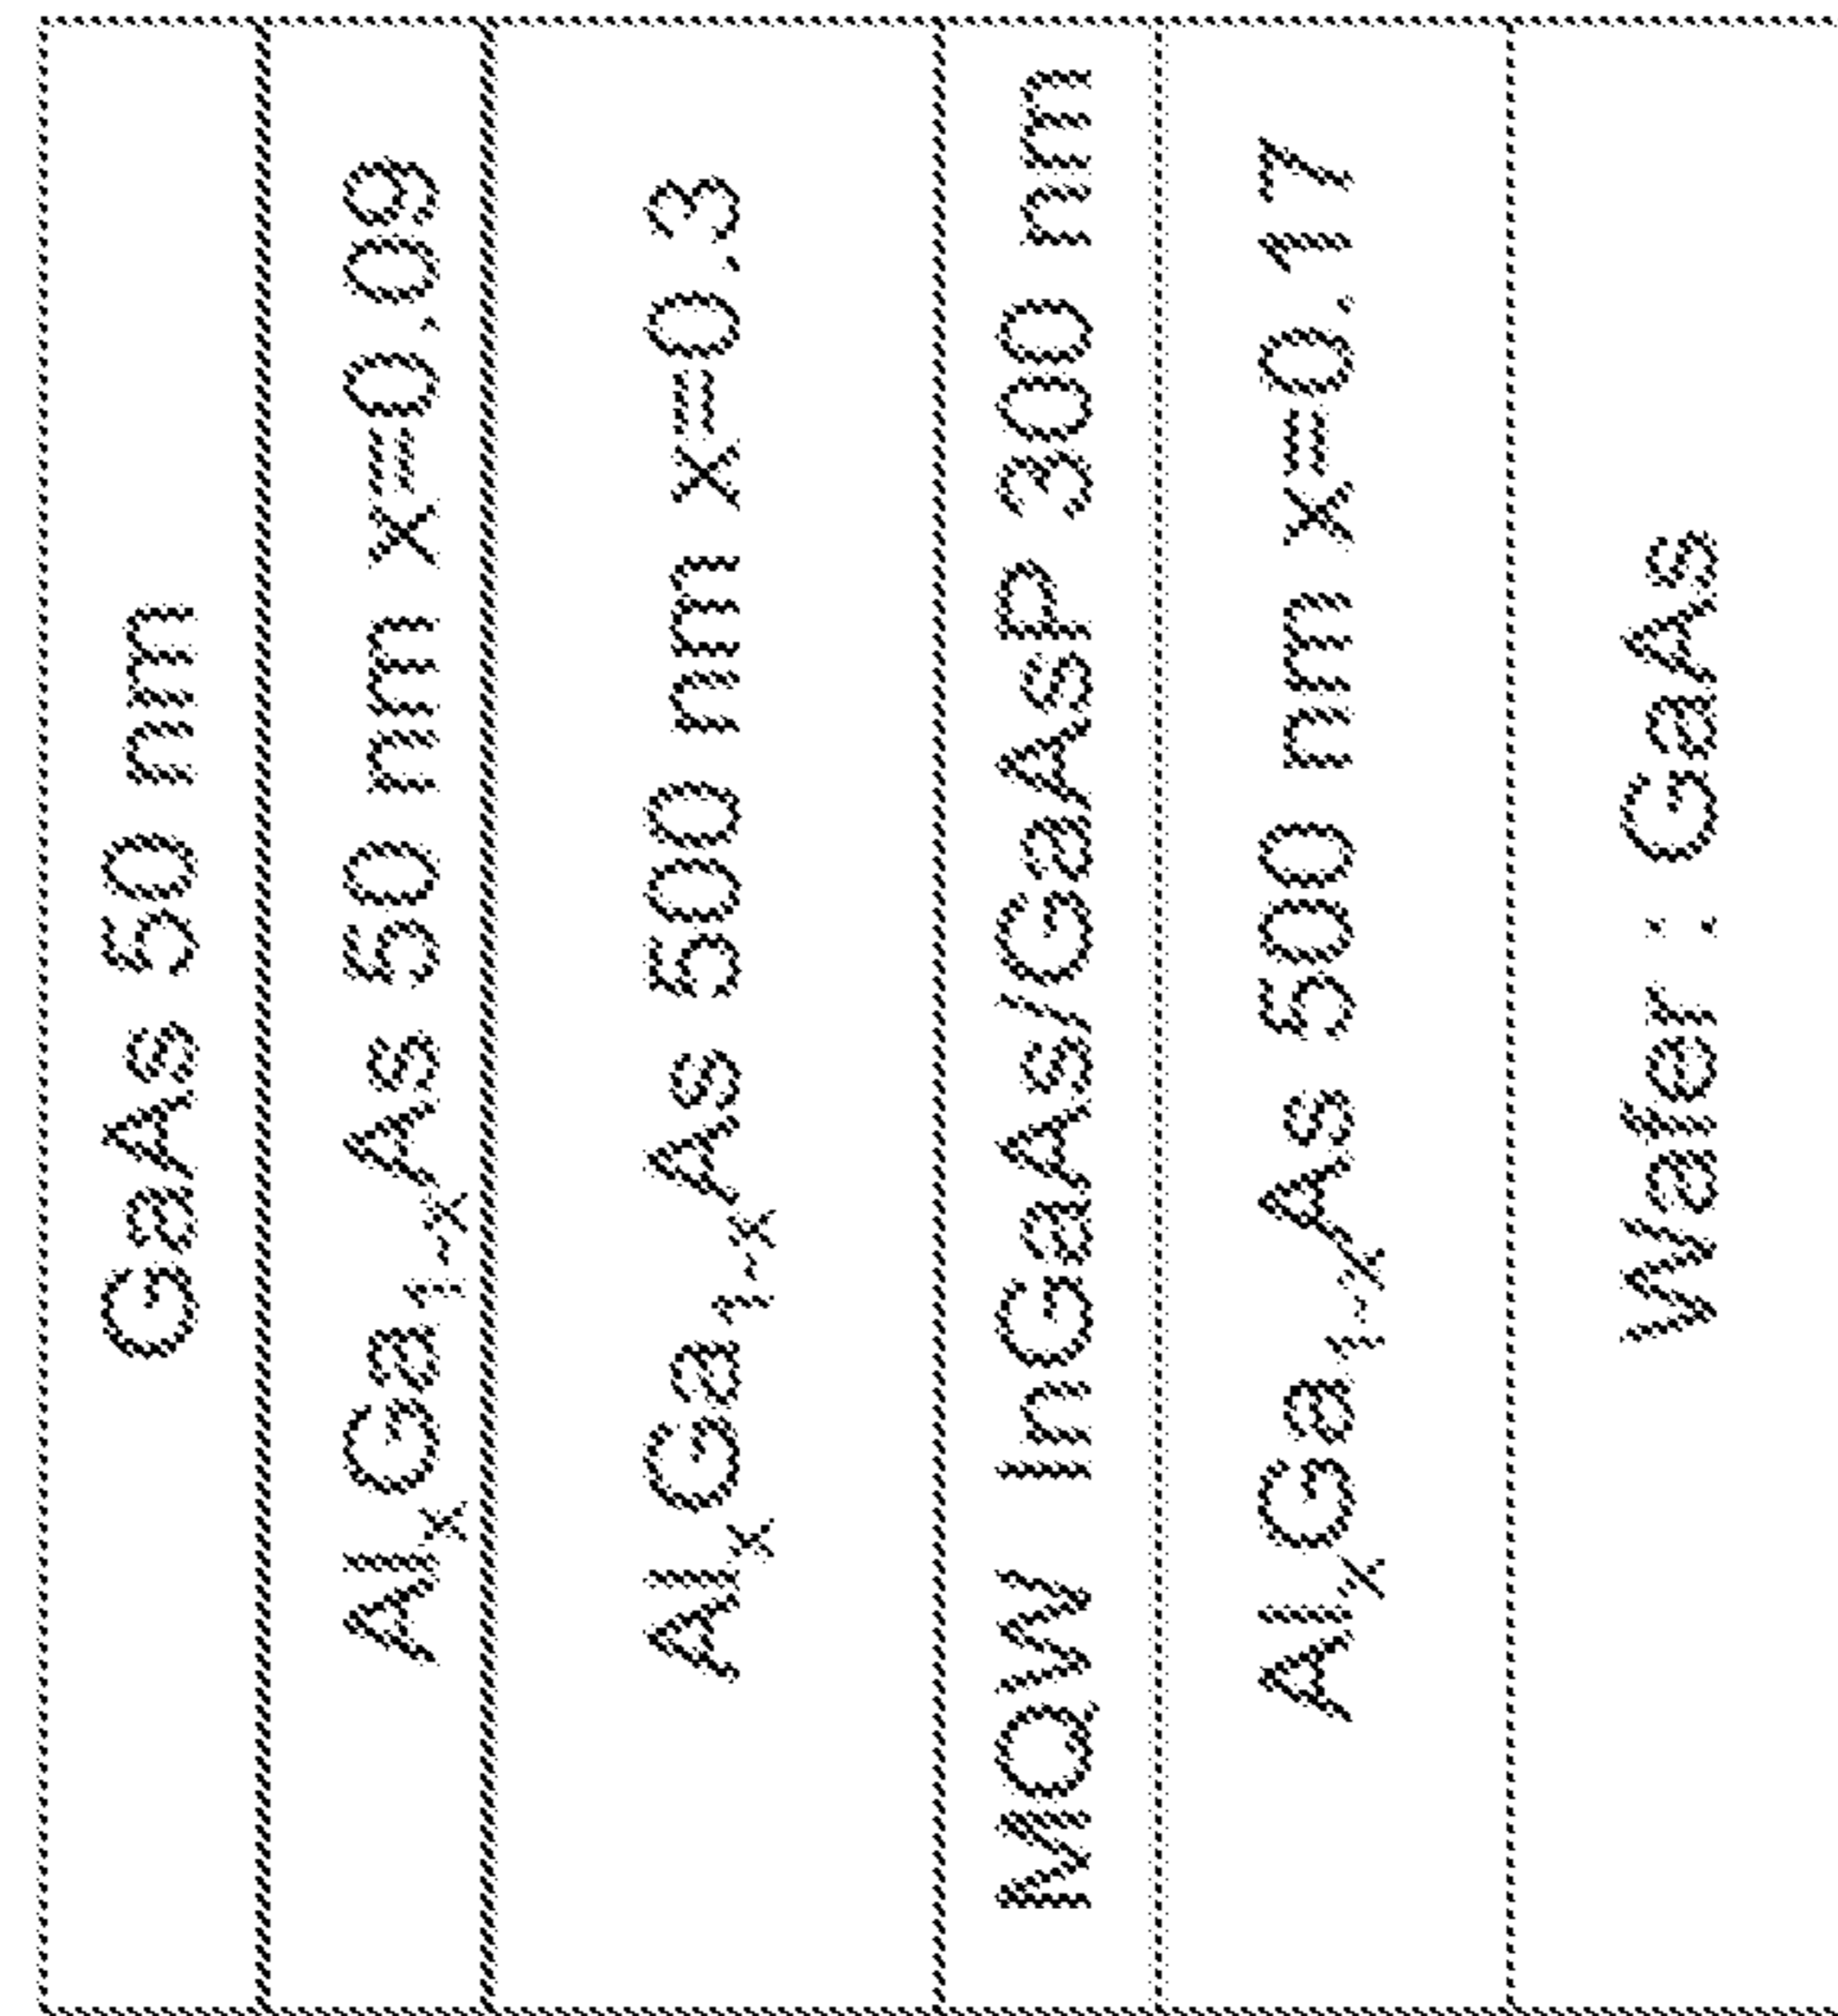 GaAs 50 nm
AlₓGa₁₋ₓAs 50 nm x=0.09
AlₓGa₁₋ₓAs 500 nm x=0.3
MQW InGaAs/GaAsP 300 nm
AlₓGa₁₋ₓAs 500 nm x=0.17
Wafer : GaAs